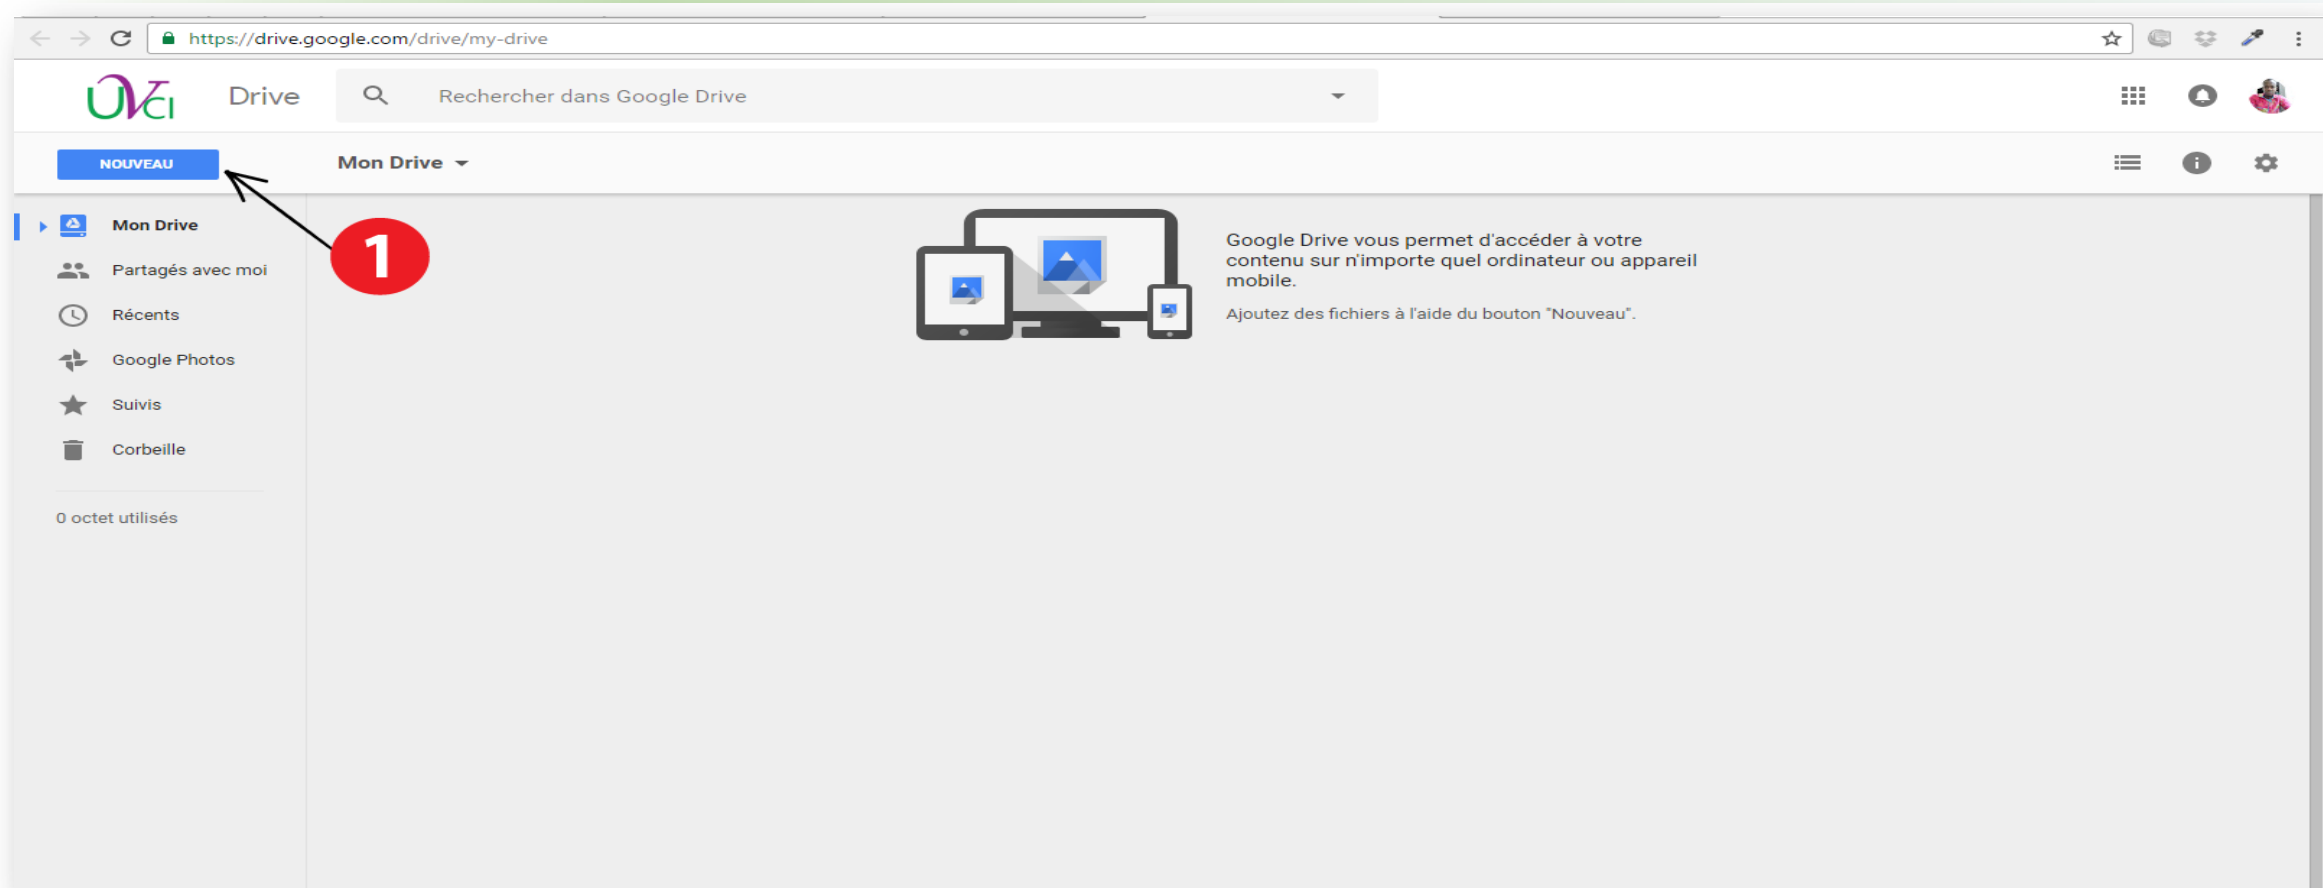 https://drive.google.com/drive/my-drive
UVCI Drive Rechercher dans Google Drive
NOUVEAU Mon Drive
1
Mon Drive
Partagés avec moi
Récents
Google Photos
Suivis
Corbeille
0 octet utilisés
Google Drive vous permet d'accéder à votre
contenu sur n'importe quel ordinateur ou appareil
mobile.
Ajoutez des fichiers à l'aide du bouton "Nouveau".